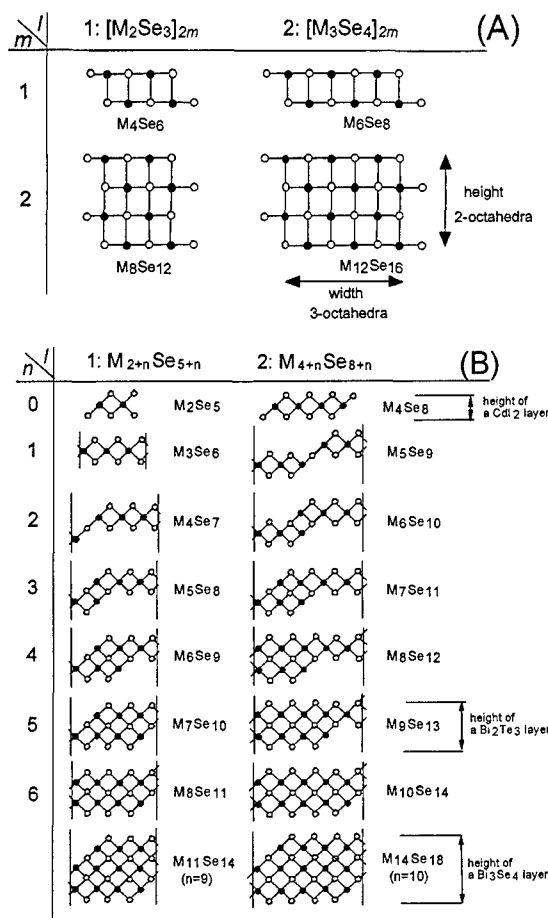 m \ l
1: [M2Se3]2m
2: [M3Se4]2m
(A)
1
M4Se6
M6Se8
2
M8Se12
M12Se16
height
2-octahedra
width
3-octahedra
n \ l
1: M2+nSe5+n
2: M4+nSe8+n
(B)
0
M2Se5
M4Se8
height of
a CdI2 layer
1
M3Se6
M5Se9
2
M4Se7
M6Se10
3
M5Se8
M7Se11
4
M6Se9
M8Se12
5
M7Se10
M9Se13
height of
a Bi2Te3 layer
6
M8Se11
M10Se14
M11Se14
(n=9)
M14Se18
(n=10)
height of
a Bi3Se4 layer